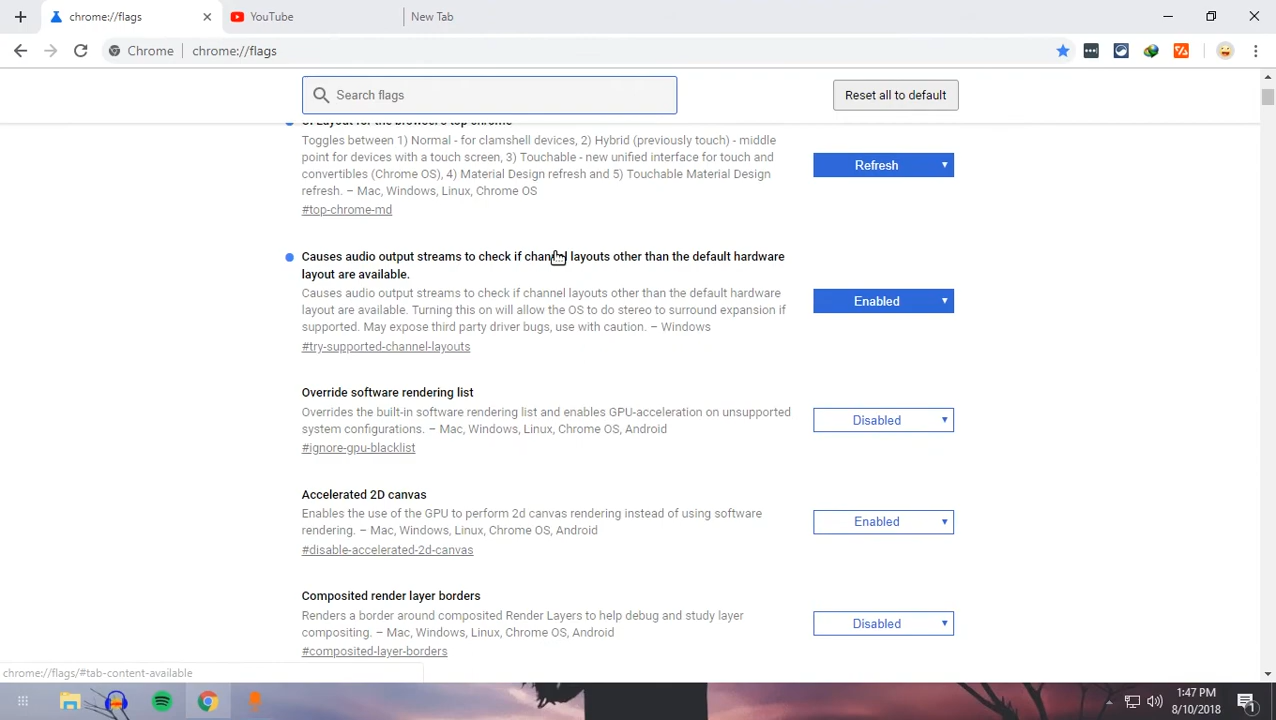 chrome://flags
YouTube
New Tab
Chrome
chrome://flags
Search flags
Reset all to default
UI Layout for the browser's top chrome
Toggles between 1) Normal - for clamshell devices, 2) Hybrid (previously touch) - middle
point for devices with a touch screen, 3) Touchable - new unified interface for touch and
convertibles (Chrome OS), 4) Material Design refresh and 5) Touchable Material Design
refresh. – Mac, Windows, Linux, Chrome OS
#top-chrome-md
Refresh
Causes audio output streams to check if channel layouts other than the default hardware
layout are available.
Causes audio output streams to check if channel layouts other than the default hardware
layout are available. Turning this on will allow the OS to do stereo to surround expansion if
supported. May expose third party driver bugs, use with caution. – Windows
#try-supported-channel-layouts
Enabled
Override software rendering list
Overrides the built-in software rendering list and enables GPU-acceleration on unsupported
system configurations. – Mac, Windows, Linux, Chrome OS, Android
#ignore-gpu-blacklist
Disabled
Accelerated 2D canvas
Enables the use of the GPU to perform 2d canvas rendering instead of using software
rendering. – Mac, Windows, Linux, Chrome OS, Android
#disable-accelerated-2d-canvas
Enabled
Composited render layer borders
Renders a border around composited Render Layers to help debug and study layer
compositing. – Mac, Windows, Linux, Chrome OS, Android
#composited-layer-borders
Disabled
chrome://flags/#tab-content-available
1:47 PM
8/10/2018
1